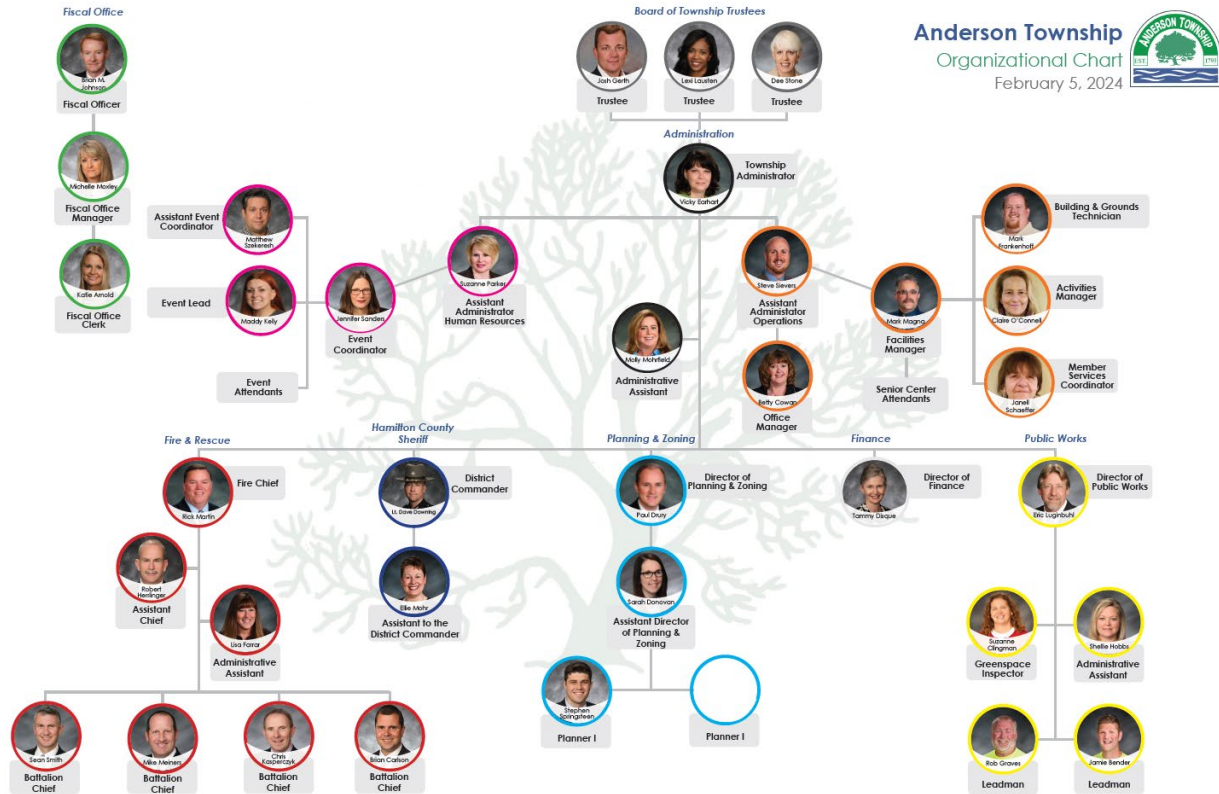 Fiscal Office
Brian M.
Johnson
Fiscal Officer
Michelle Moxley
Fiscal Office
Manager
Katie Arnold
Fiscal Office
Clerk
Board of Township Trustees
Josh Gerth
Trustee
Lexi Lausten
Trustee
Dee Stone
Trustee
Anderson Township
Organizational Chart
February 5, 2024
ANDERSON TOWNSHIP
EST. 1793
Administration
Vicky Earhart
Township
Administrator
Assistant Event
Coordinator
Matthew
Szekeresh
Event Lead
Maddy Kelly
Event
Attendants
Jennifer Sanden
Event
Coordinator
Suzanne Parker
Assistant
Administrator
Human Resources
Molly Mohrfield
Administrative
Assistant
Steve Sievers
Assistant
Administator
Operations
Betty Cowan
Office
Manager
Mark Magna
Facilities
Manager
Senior Center
Attendants
Mark
Frankenhoff
Building & Grounds
Technician
Claire O'Connell
Activities
Manager
Janell
Schaeffer
Member
Services
Coordinator
Fire & Rescue
Rick Martin
Fire Chief
Robert
Herrlinger
Assistant
Chief
Lisa Farrar
Administrative
Assistant
Sean Smith
Battalion
Chief
Mike Meiners
Battalion
Chief
Chris
Kasperczyk
Battalion
Chief
Brian Carlson
Battalion
Chief
Hamilton County
Sheriff
Lt. Dave Downing
District
Commander
Ellie Mohr
Assistant to the
District Commander
Planning & Zoning
Paul Drury
Director of
Planning & Zoning
Sarah Donovan
Assistant Director
of Planning &
Zoning
Stephen
Springsteen
Planner I
Planner I
Finance
Tammy Disque
Director of
Finance
Public Works
Eric Luginbuhl
Director of
Public Works
Suzanne
Clingman
Greenspace
Inspector
Shellie Hobbs
Administrative
Assistant
Rob Graves
Leadman
Jamie Bender
Leadman